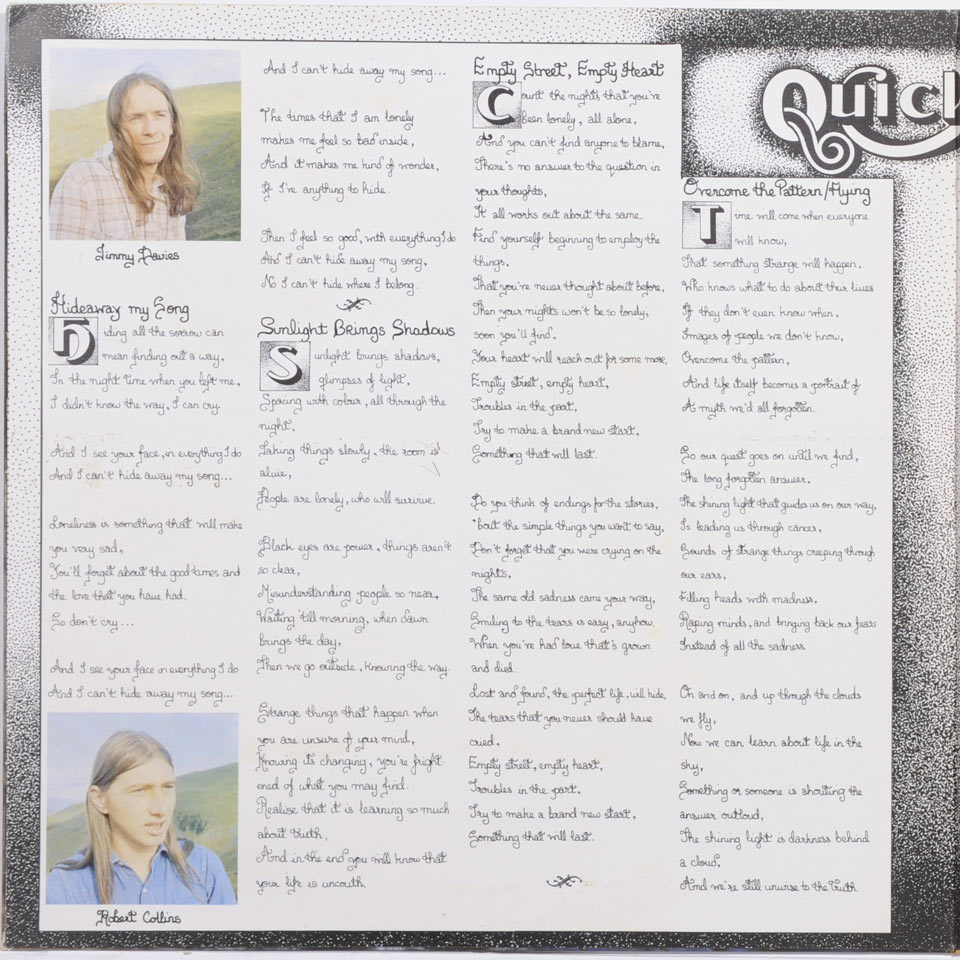 Jimmy Davies
Hideaway my Song
Hiding all the sorrow can
mean finding out a way,
In the night time when you left me,
I didn't know the way, I can cry.
And I see your face, in everything I do
And I can't hide away my song...
Loneliness is something that will make
you very sad,
You'll forget about the good times and
the love that you have had.
So don't cry...
And I see your face in everything I do
And I can't hide away my song...
Robert Collins
And I can't hide away my song...
The times that I am lonely
makes me feel so bad inside,
And it makes me kind of wonder,
If I've anything to hide.
Then I feel so good, with everything I do
And I can't hide away my song,
No I can't hide where I belong.
Sunlight Brings Shadows
Sunlight brings shadows,
glimpses of light,
Spacing with colour, all through the
night,
Taking things slowly, the room is
alive,
People are lonely, who will survive.
Black eyes are power, things aren't
so clear,
Misunderstanding people so near,
Waiting 'till morning, when dawn
brings the day,
Then we go outside, knowing the way.
Strange things that happen when
you are unsure of your mind,
Knowing its changing, you're fright-
ened of what you may find.
Realise that it is learning so much
about truth,
And in the end you will know that
your life is uncouth.
Empty Street, Empty Heart
Count the nights that you've
Been lonely, all alone,
And you can't find anyone to blame,
There's no answer to the question in
your thoughts,
It all works out about the same.
Find yourself beginning to employ the
things,
That you've never thought about before,
Then your nights won't be so lonely,
soon you'll find,
Your heart will reach out for some more,
Empty street, empty heart,
Troubles in the part,
Try to make a brand new start,
Something that will last.
Do you think of endings for the stories,
'bout the simple things you want to say,
Don't forget that you were crying on the
nights,
The same old sadness came your way,
Smiling to the tears is easy, anyhow.
When you've had love that's grown
and died.
Lost and found, the perfect life, will hide,
The tears that you never should have
cried,
Empty street, empty heart,
Troubles in the part,
Try to make a brand new start,
Something that will last.
Quick
Overcome the Pattern/Flying
Time will come when everyone
will know,
That something strange will happen,
Who knows what to do about their lives
If they don't even know when,
Images of people we don't know,
Overcome the pattern,
And life itself becomes a portrait of
A myth we'd all forgotten.
So our quest goes on until we find,
The long forgotten answer.
The shining light that guides us on our way,
Is leading us through cancer,
Sounds of strange things creeping through
our ears,
Filling heads with madness,
Raping minds, and bringing back our fears
Instead of all the sadness.
On and on, and up through the clouds
we fly,
Now we can learn about life in the
sky,
Something or someone is shouting the
answer outloud,
The shining light is darkness behind
a cloud,
And we're still unwise to the Truth.